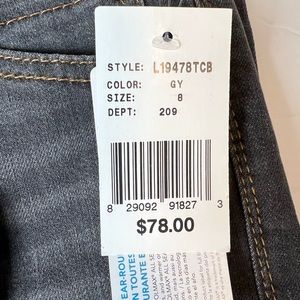 STYLE: L19478TCB
COLOR: GY
SIZE: 8
DEPT: 209
8 29092 91827 3
$78.00